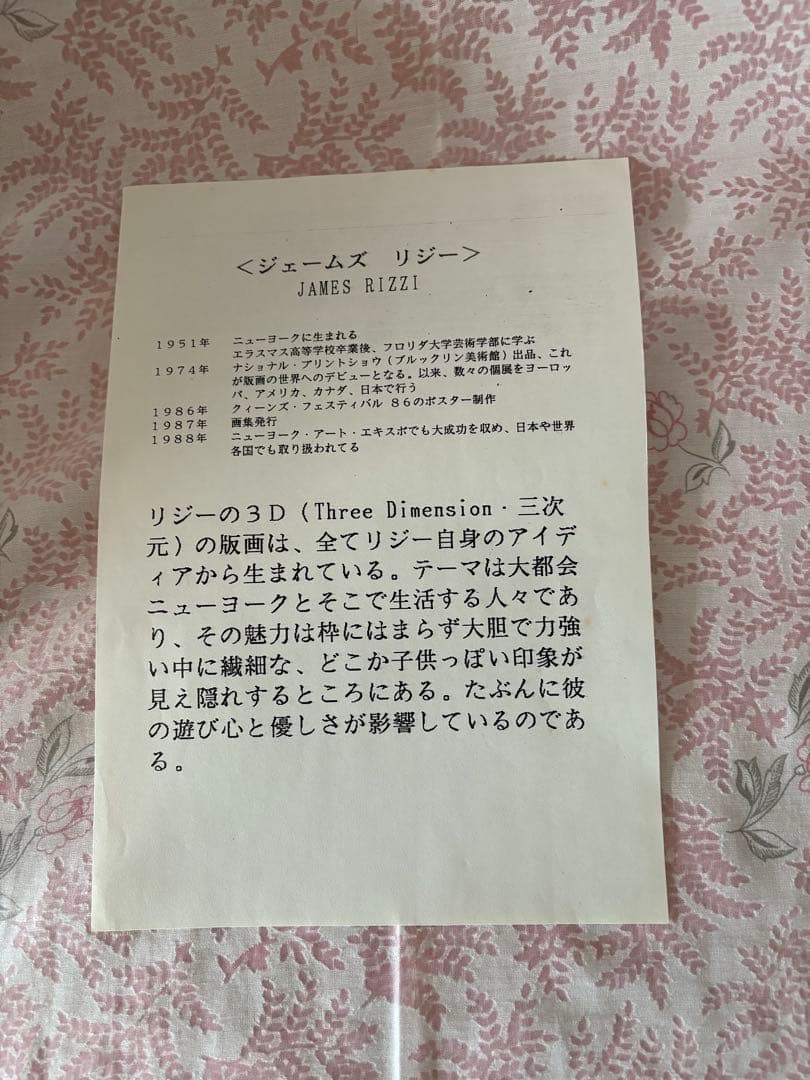 ＜ジェームズ　リジー＞
JAMES RIZZI
１９５１年　ニューヨークに生まれる
エラスマス高等学校卒業後、フロリダ大学芸術学部に学ぶ
１９７４年　ナショナル・プリントショウ（ブルックリン美術館）出品、これ
が版画の世界へのデビューとなる。以来、数々の個展をヨーロッ
パ、アメリカ、カナダ、日本で行う
１９８６年　クィーンズ・フェスティバル ８６のポスター制作
１９８７年　画集発行
１９８８年　ニューヨーク・アート・エキスポでも大成功を収め、日本や世界
各国でも取り扱われてる
リジーの３Ｄ（Three Dimension・三次
元）の版画は、全てリジー自身のアイデ
ィアから生まれている。テーマは大都会
ニューヨークとそこで生活する人々であ
り、その魅力は枠にはまらず大胆で力強
い中に繊細な、どこか子供っぽい印象が
見え隠れするところにある。たぶんに彼
の遊び心と優しさが影響しているのであ
る。